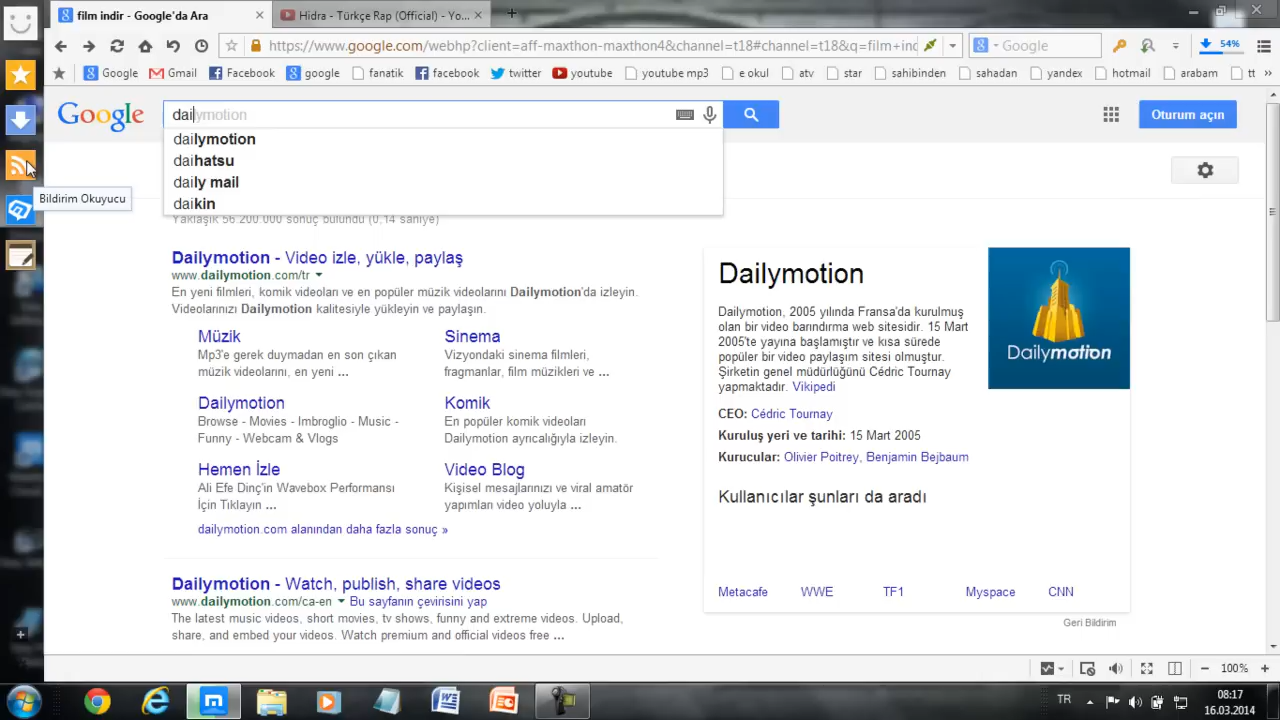 film indir - Google'da Ara
Hidra - Türkçe Rap (Official) - Yo...
https://www.google.com/webhp?client=aff-maxthon-maxthon4&channel=t18#channel=t18&q=film+ind
Google
54%
Google
Gmail
Facebook
google
fanatik
facebook
twitter
youtube
youtube mp3
e okul
atv
star
sahibinden
sahadan
yandex
hotmail
arabam
tt
»
Google
dailymotion
Oturum açın
dailymotion
daihatsu
daily mail
daikin
Bildirim Okuyucu
Yaklaşık 56.200.000 sonuç bulundu (0,14 saniye)
Dailymotion - Video izle, yükle, paylaş
www.dailymotion.com/tr
En yeni filmleri, komik videoları ve en popüler müzik videolarını Dailymotion'da izleyin.
Videolarınızı Dailymotion kalitesiyle yükleyin ve paylaşın.
Müzik
Mp3'e gerek duymadan en son çıkan
müzik videolarını, en yeni ...
Sinema
Vizyondaki sinema filmleri,
fragmanlar, film müzikleri ve ...
Dailymotion
Browse - Movies - Imbroglio - Music -
Funny - Webcam & Vlogs
Komik
En popüler komik videoları
Dailymotion ayrıcalığıyla izleyin.
Hemen İzle
Ali Efe Dinç'in Wavebox Performansı
İçin Tıklayın ...
Video Blog
Kişisel mesajlarınızı ve viral amatör
yapımları video yoluyla ...
dailymotion.com alanından daha fazla sonuç »
Dailymotion - Watch, publish, share videos
www.dailymotion.com/ca-en
Bu sayfanın çevirisini yap
The latest music videos, short movies, tv shows, funny and extreme videos. Upload,
share, and embed your videos. Watch premium and official videos free ...
Dailymotion
Dailymotion, 2005 yılında Fransa'da kurulmuş
olan bir video barındırma web sitesidir. 15 Mart
2005'te yayına başlamıştır ve kısa sürede
popüler bir video paylaşım sitesi olmuştur.
Şirketin genel müdürlüğünü Cédric Tournay
yapmaktadır. Vikipedi
Dailymotion
CEO: Cédric Tournay
Kuruluş yeri ve tarihi: 15 Mart 2005
Kurucular: Olivier Poitrey, Benjamin Bejbaum
Kullanıcılar şunları da aradı
Metacafe
WWE
TF1
Myspace
CNN
Geri Bildirim
100%
TR
08:17
16.03.2014